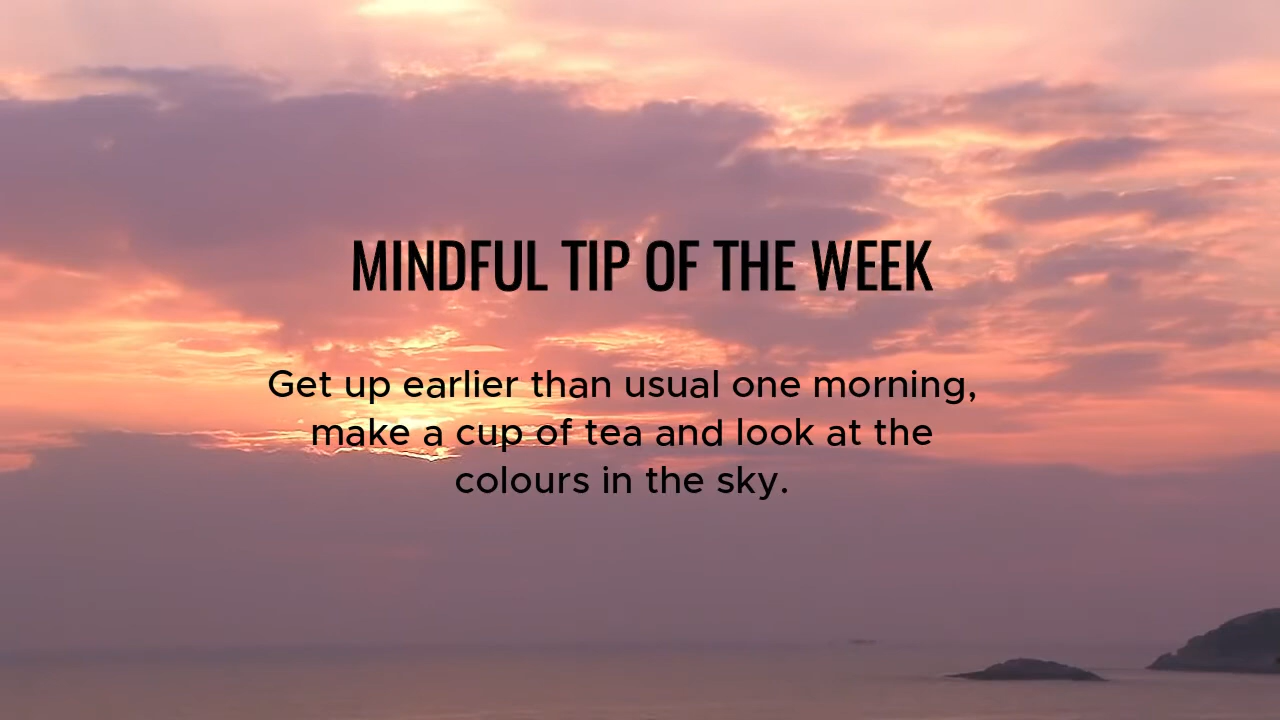 MINDFUL TIP OF THE WEEK
Get up earlier than usual one morning,
make a cup of tea and look at the
colours in the sky.